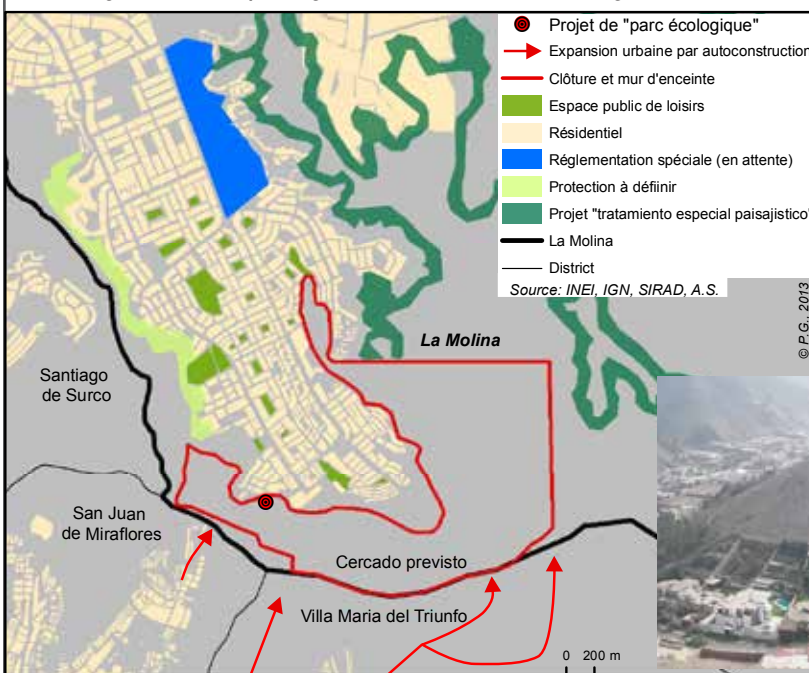 Projet de "parc écologique"
Expansion urbaine par autoconstruction
Clôture et mur d'enceinte
Espace public de loisirs
Résidentiel
Réglementation spéciale (en attente)
Protection à défiinir
Projet "tratamiento especial paisajistico"
La Molina
District
Source: INEI, IGN, SIRAD, A.S.
© P.G., 2013
La Molina
Santiago
de Surco
San Juan
de Miraflores
Cercado previsto
Villa Maria del Triunfo
0 200 m